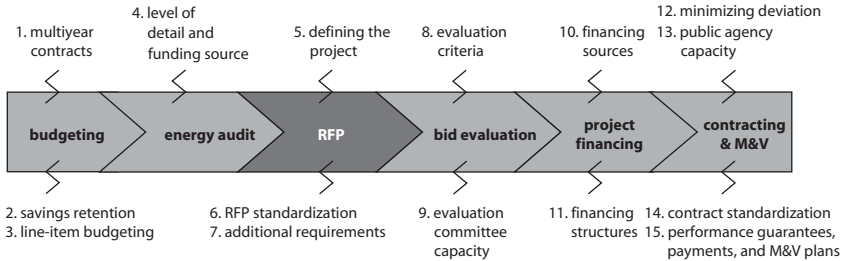 1. multiyear
contracts
4. level of
detail and
funding source
5. defining the
project
8. evaluation
criteria
10. financing
sources
12. minimizing deviation
13. public agency
capacity
budgeting
energy audit
RFP
bid evaluation
project
financing
contracting
& M&V
2. savings retention
3. line-item budgeting
6. RFP standardization
7. additional requirements
9. evaluation
committee
capacity
11. financing
structures
14. contract standardization
15. performance guarantees,
payments, and M&V plans